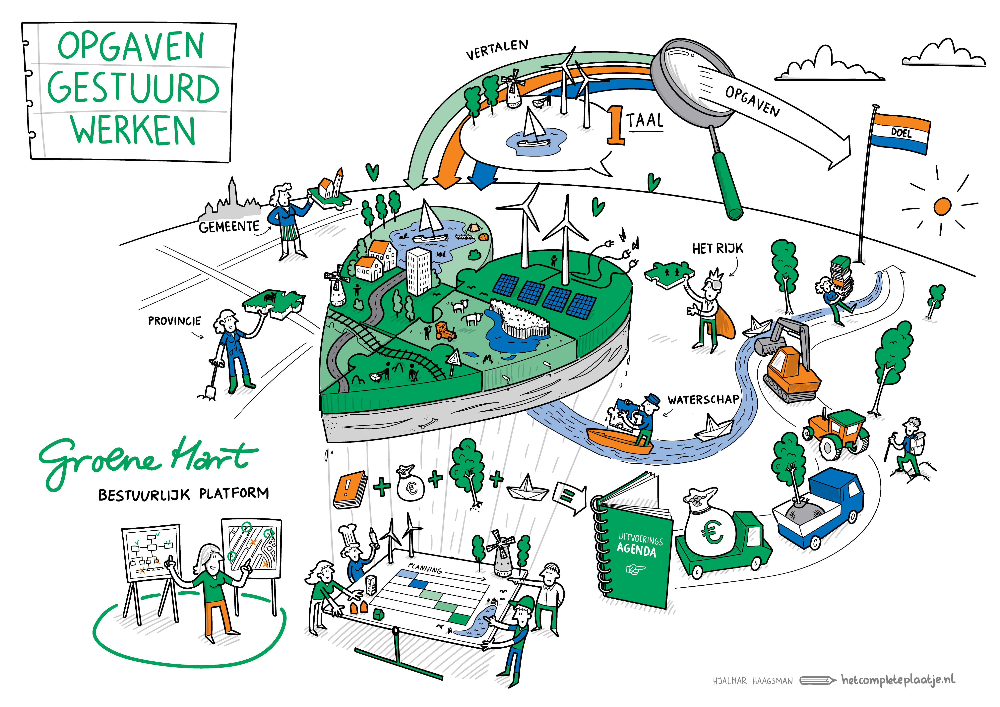 OPGAVEN
GESTUURD
WERKEN
VERTALEN
1 TAAL
OPGAVEN
DOEL
GEMEENTE
HET RIJK
PROVINCIE
WATERSCHAP
Groene Hart
BESTUURLIJK PLATFORM
!
+ € + + =
UITVOERINGS
AGENDA
€
PLANNING
HJALMAR HAAGSMAN hetcompleteplaatje.nl